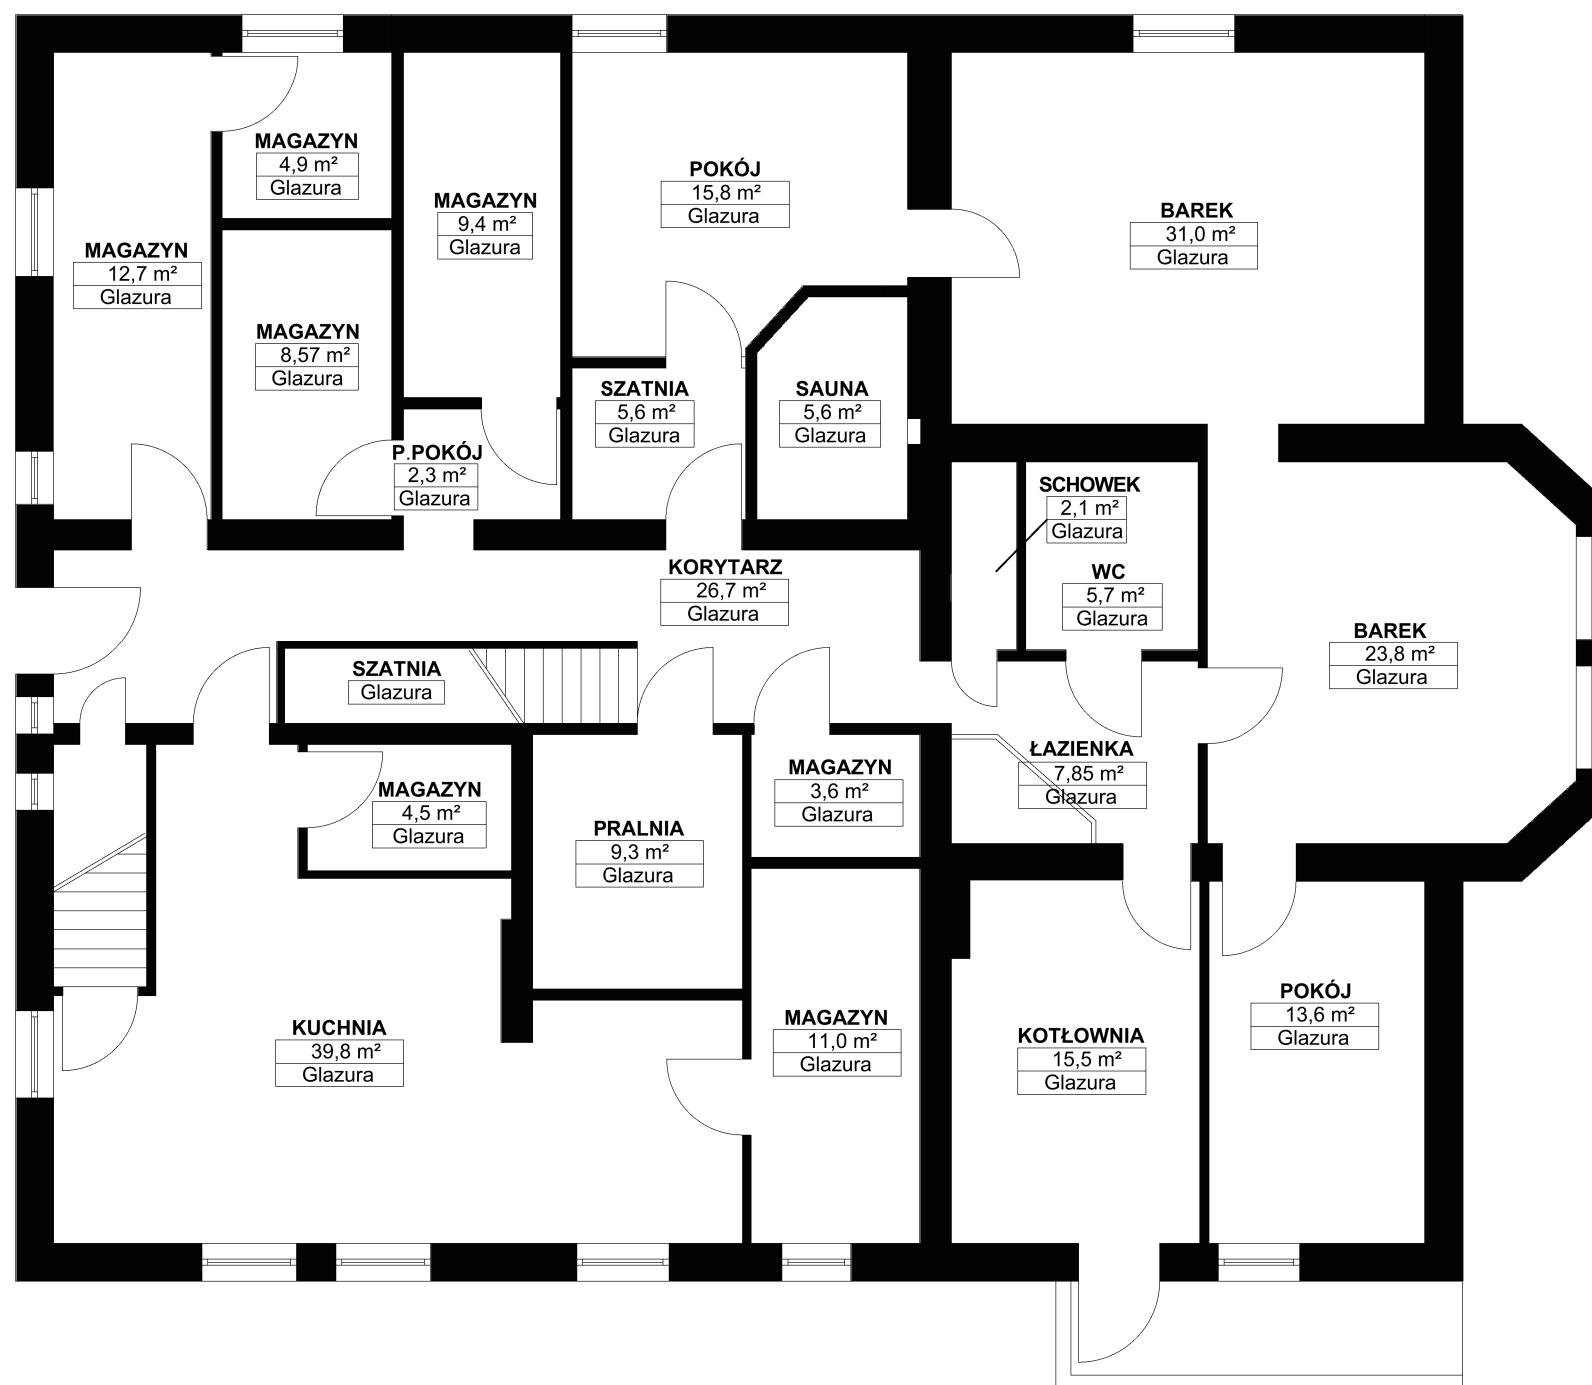 MAGAZYN
4,9 m²
Glazura
POKÓJ
15,8 m²
Glazura
MAGAZYN
9,4 m²
Glazura
BAREK
31,0 m²
Glazura
MAGAZYN
12,7 m²
Glazura
MAGAZYN
8,57 m²
Glazura
SZATNIA
5,6 m²
Glazura
SAUNA
5,6 m²
Glazura
P.POKÓJ
2,3 m²
Glazura
SCHOWEK
2,1 m²
Glazura
KORYTARZ
26,7 m²
Glazura
WC
5,7 m²
Glazura
BAREK
23,8 m²
Glazura
SZATNIA
Glazura
ŁAZIENKA
7,85 m²
Glazura
MAGAZYN
3,6 m²
Glazura
MAGAZYN
4,5 m²
Glazura
PRALNIA
9,3 m²
Glazura
POKÓJ
13,6 m²
Glazura
MAGAZYN
11,0 m²
Glazura
KUCHNIA
39,8 m²
Glazura
KOTŁOWNIA
15,5 m²
Glazura